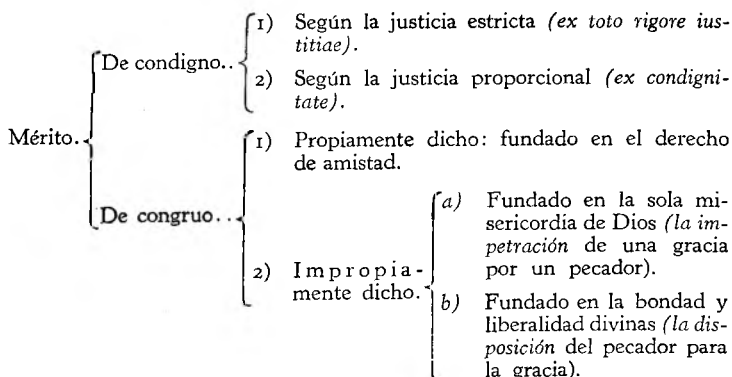 1) Según la justicia estricta (ex toto rigore ius-
titiae).
De condigno..
2) Según la justicia proporcional (ex condigni-
tate).
Mérito.
1) Propiamente dicho: fundado en el derecho
de amistad.
De congruo...
2) Impropia-
mente dicho.
a) Fundado en la sola mi-
sericordia de Dios (la im-
petración de una gracia
por un pecador).
b) Fundado en la bondad y
liberalidad divinas (la dis-
posición del pecador para
la gracia).